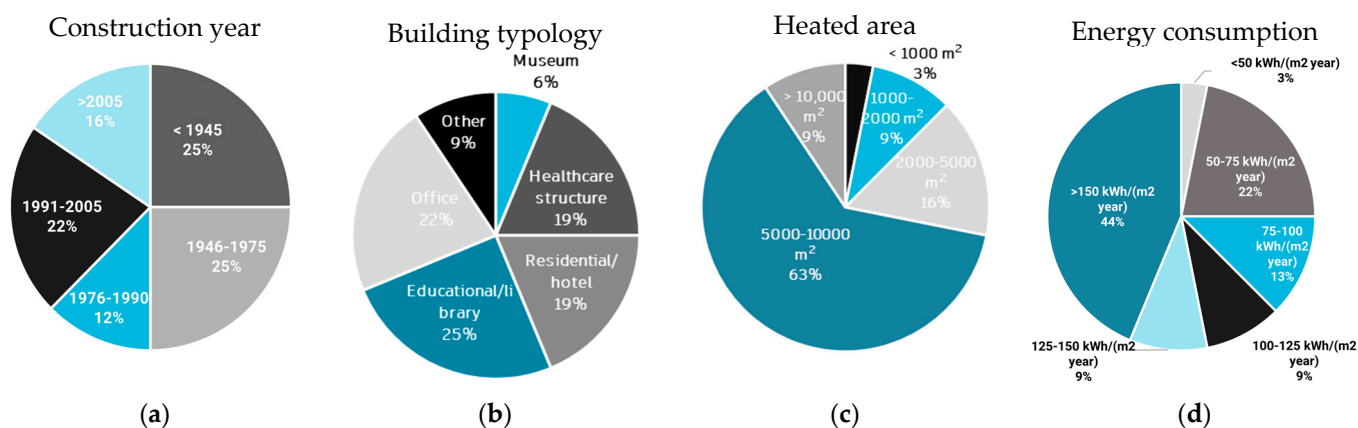 Construction year
>2005
16%
< 1945
25%
1991-2005
22%
1946-1975
25%
1976-1990
12%
(a)
Building typology
Museum
6%
Other
9%
Healthcare
structure
19%
Office
22%
Residential/
hotel
19%
Educational/li
brary
25%
(b)
Heated area
< 1000 m²
3%
> 10,000
m²
9%
1000-
2000 m²
9%
2000-5000
m²
16%
5000-10000
m²
63%
(c)
Energy consumption
<50 kWh/(m2 year)
3%
50-75 kWh/(m2
year)
22%
>150 kWh/(m2
year)
44%
75-100
kWh/(m2
year)
13%
125-150 kWh/(m2
year)
9%
100-125 kWh/(m2
year)
9%
(d)